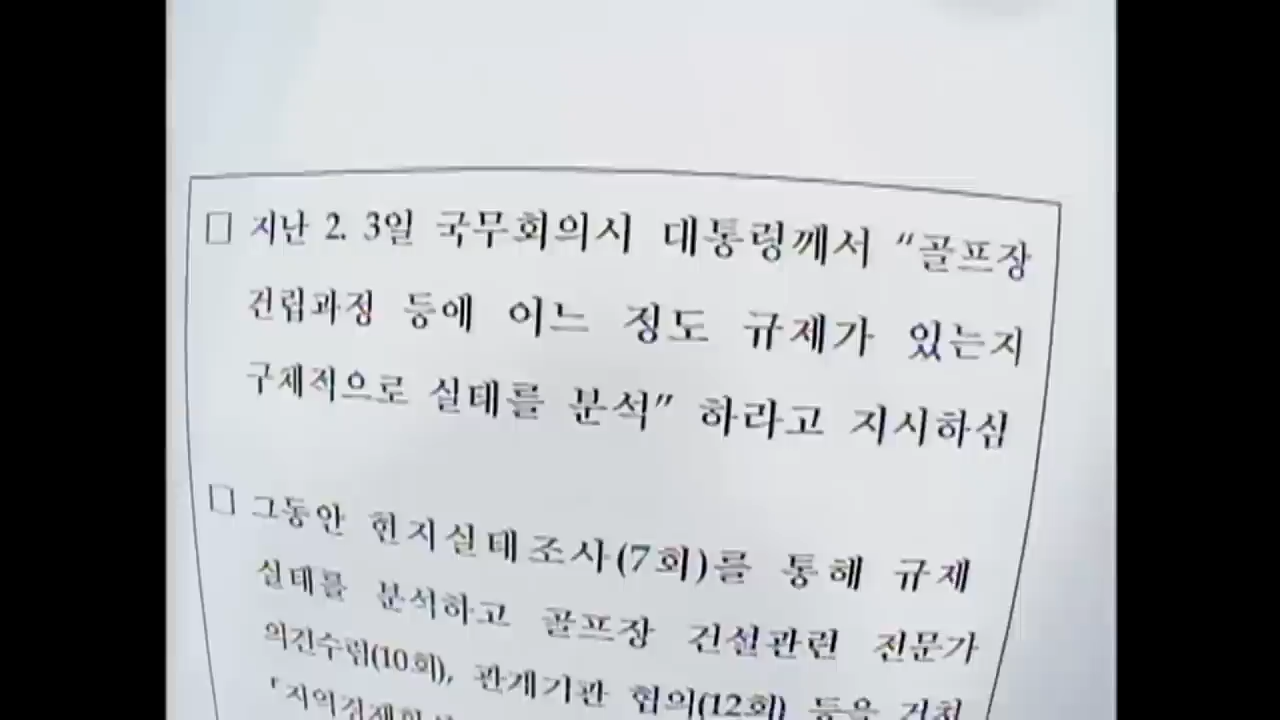 □ 지난 2. 3일 국무회의시 대통령께서 “골프장
건립과정 등에 어느 정도 규제가 있는지
구체적으로 실태를 분석” 하라고 지시하심
□ 그동안 현지실태조사(7회)를 통해 규제
실태를 분석하고 골프장 건설관련 전문가
의견수렴(10회), 관계기관 협의(12회) 등을 거쳐